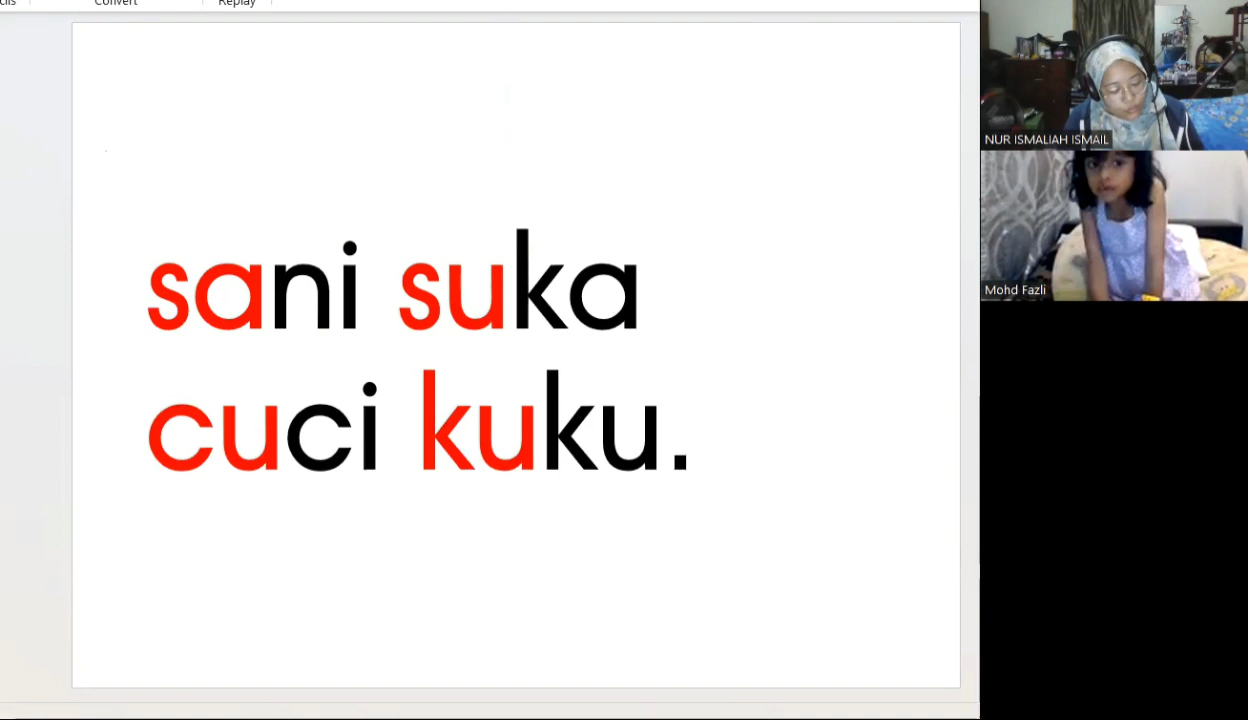 Convert
Replay
sani suka
cuci kuku.
NUR ISMALIAH ISMAIL
Mohd Fazli